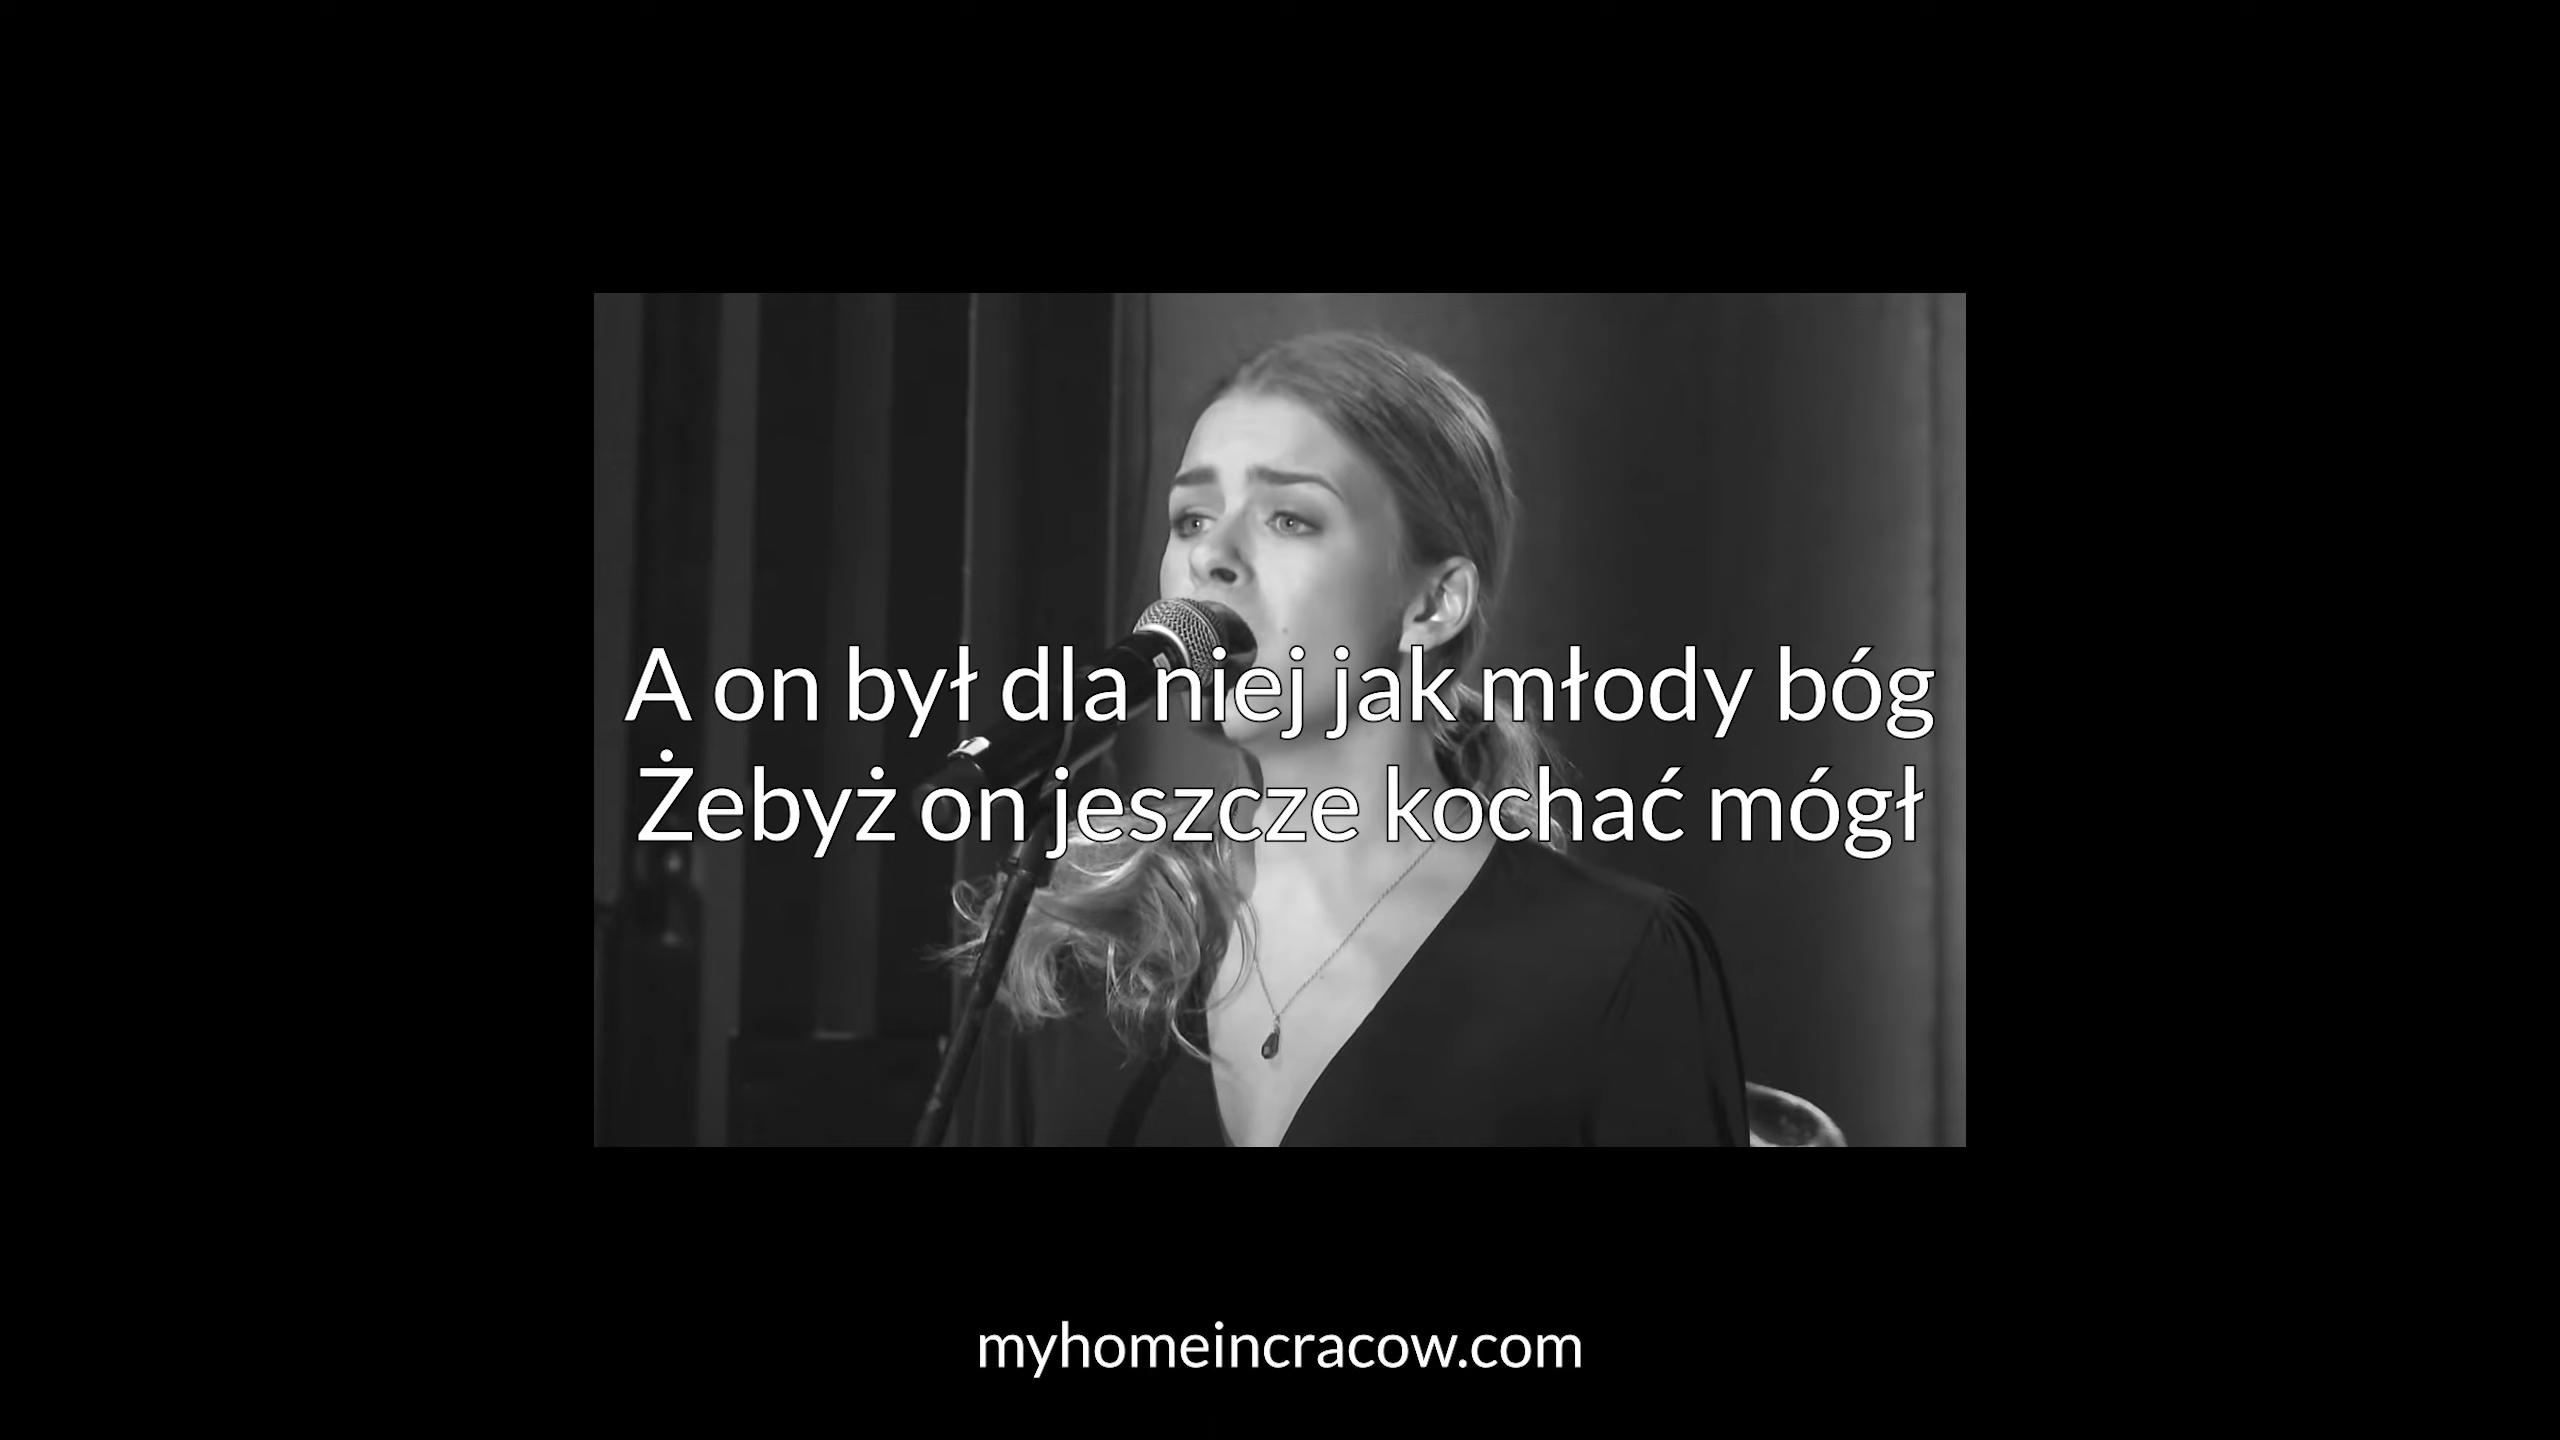 A on był dla niej jak młody bóg
Żebyż on jeszcze kochać mógł
myhomeincracow.com